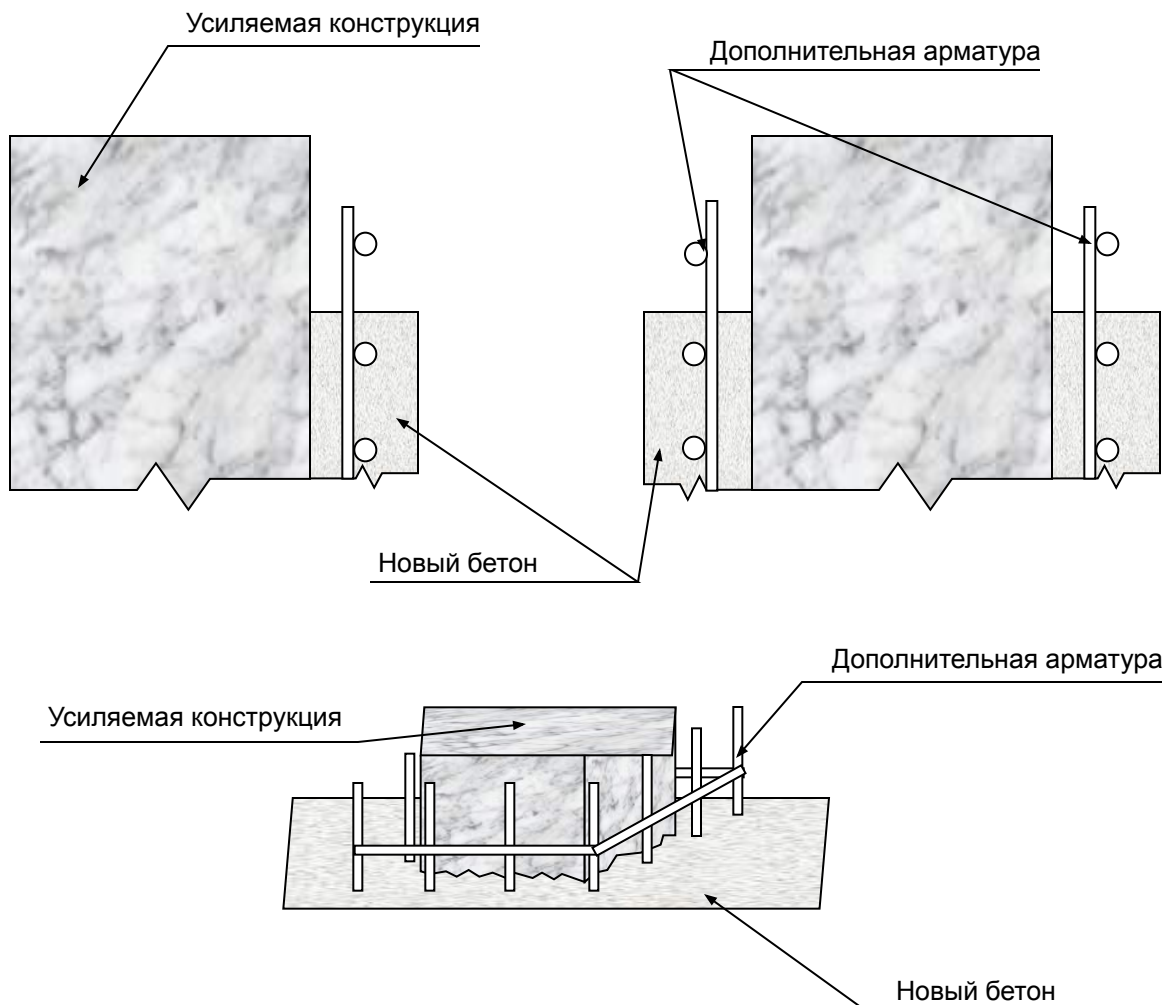 Усиляемая конструкция
Дополнительная арматура
Новый бетон
Дополнительная арматура
Усиляемая конструкция
Новый бетон